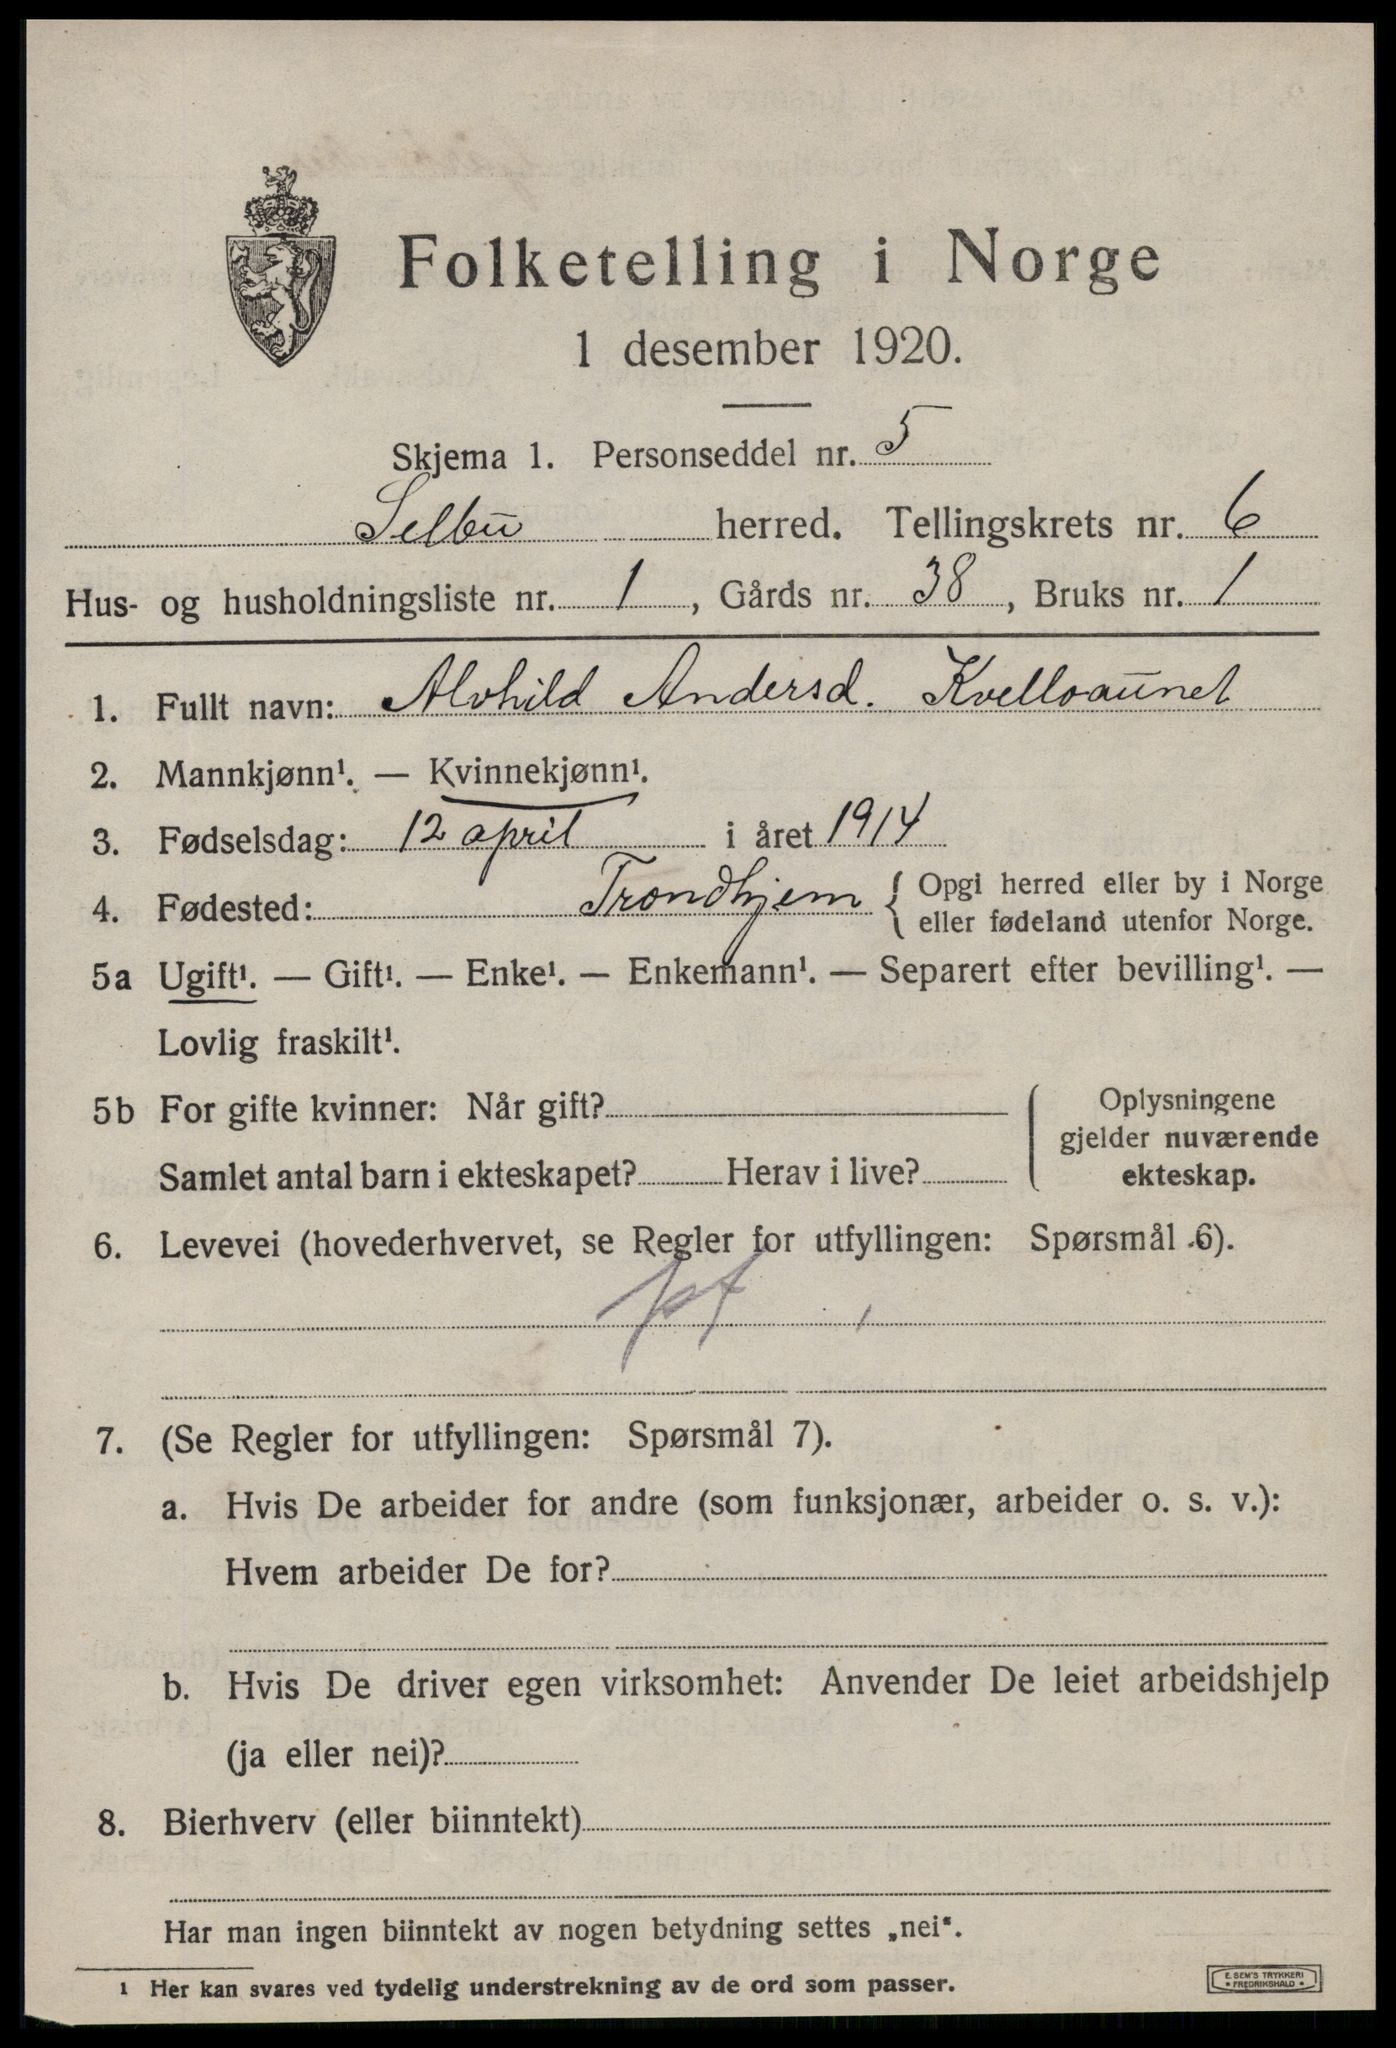 Folketelling i Norge
1 desember 1920.
Skjema 1. Personseddel nr. 5
Selbu herred. Tellingskrets nr. 6
Hus- og husholdningsliste nr. 1, Gårds nr. 38, Bruks nr. 1
1. Fullt navn: Alvhild Andersd. Kvelloaunet
2. Mannkjønn¹. — Kvinnekjønn¹.
3. Fødselsdag: 12 april i året 1914
4. Fødested: Trondhjem { Opgi herred eller by i Norge
eller fødeland utenfor Norge.
5a Ugift¹. — Gift¹. — Enke¹. — Enkemann¹. — Separert efter bevilling¹. —
Lovlig fraskilt¹.
5b For gifte kvinner: Når gift?
Samlet antal barn i ekteskapet? Herav i live?
Oplysningene
gjelder nuværende
ekteskap.
6. Levevei (hovederhvervet, se Regler for utfyllingen: Spørsmål 6).
7. (Se Regler for utfyllingen: Spørsmål 7).
a. Hvis De arbeider for andre (som funksjonær, arbeider o. s. v.):
Hvem arbeider De for?
b. Hvis De driver egen virksomhet: Anvender De leiet arbeidshjelp
(ja eller nei)?
8. Bierhverv (eller biinntekt)
Har man ingen biinntekt av nogen betydning settes „nei“.
1 Her kan svares ved tydelig understrekning av de ord som passer.
E. SEM'S TRYKKERI
• FREDRIKSHALD •